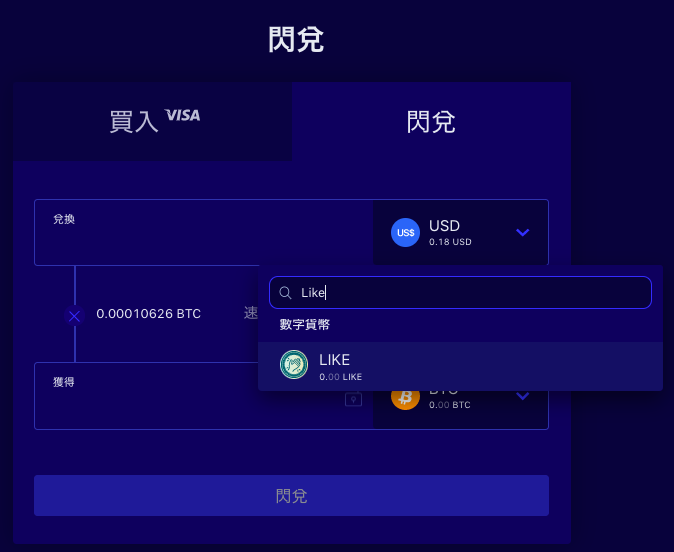 閃兌
買入 VISA
閃兌
兌換
US$
USD
0.18 USD
Like
0.00010626 BTC
速
數字貨幣
LIKE
0.00 LIKE
獲得
BTC
0.00 BTC
閃兌